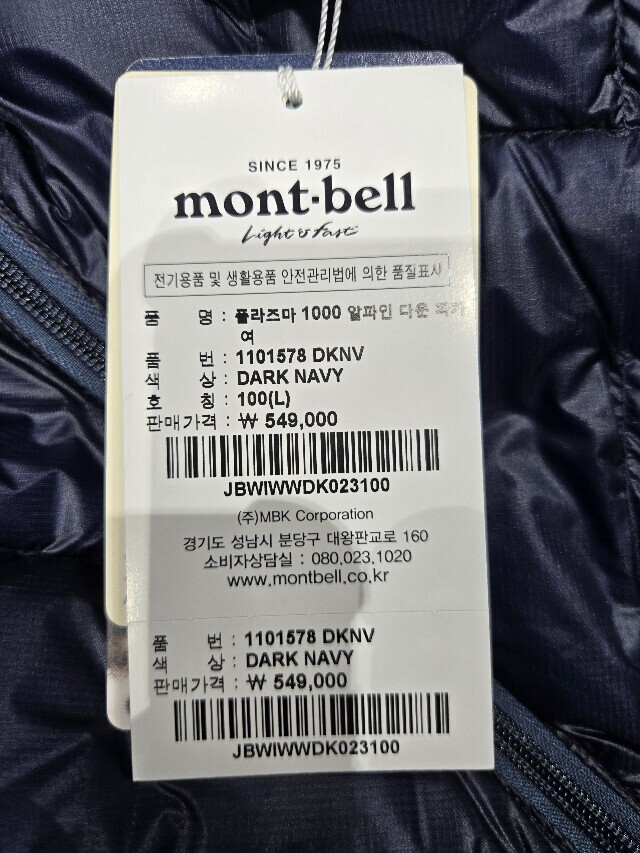 SINCE 1975
mont·bell
Light & Fast
전기용품 및 생활용품 안전관리법에 의한 품질표시
품 명 : 플라즈마 1000 알파인 다운 파카
여
품 번 : 1101578 DKNV
색 상 : DARK NAVY
호 칭 : 100(L)
판매가격 : ₩ 549,000
JBWIWWDK023100
(주)MBK Corporation
경기도 성남시 분당구 대왕판교로 160
소비자상담실 : 080.023.1020
www.montbell.co.kr
품 번 : 1101578 DKNV
색 상 : DARK NAVY
판매가격 : ₩ 549,000
JBWIWWDK023100